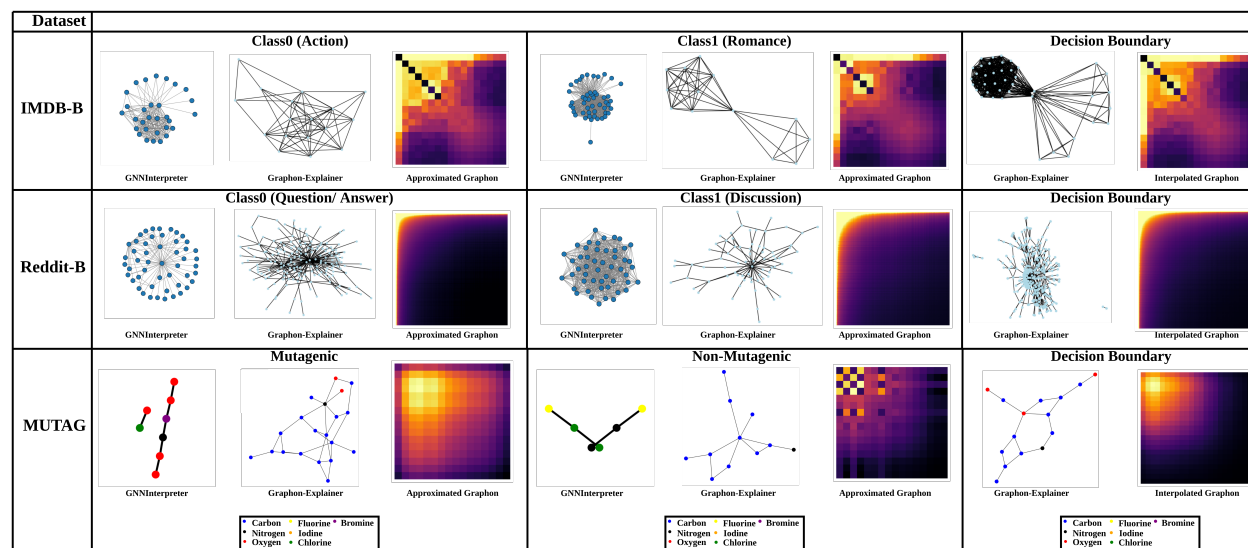 Dataset
IMDB-B
Class0 (Action)
GNNInterpreter
Graphon-Explainer
Approximated Graphon
Class1 (Romance)
GNNInterpreter
Graphon-Explainer
Approximated Graphon
Decision Boundary
Graphon-Explainer
Interpolated Graphon
Reddit-B
Class0 (Question/ Answer)
GNNInterpreter
Graphon-Explainer
Approximated Graphon
Class1 (Discussion)
GNNInterpreter
Graphon-Explainer
Approximated Graphon
Decision Boundary
Graphon-Explainer
Interpolated Graphon
MUTAG
Mutagenic
GNNInterpreter
Graphon-Explainer
Approximated Graphon
Non-Mutagenic
GNNInterpreter
Graphon-Explainer
Approximated Graphon
Decision Boundary
Graphon-Explainer
Interpolated Graphon
Carbon Fluorine Bromine
Nitrogen Iodine
Oxygen Chlorine
Carbon Fluorine Bromine
Nitrogen Iodine
Oxygen Chlorine
Carbon Fluorine Bromine
Nitrogen Iodine
Oxygen Chlorine